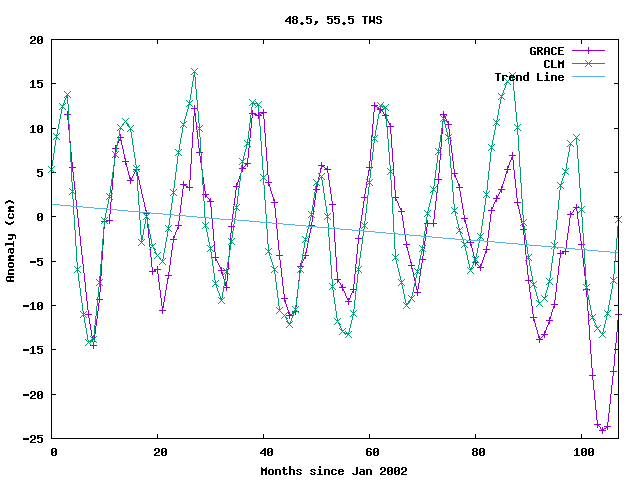 48.5, 55.5 TWS
GRACE
CLM
Trend Line
20
15
10
5
0
-5
-10
-15
-20
-25
Anomaly (cm)
0 20 40 60 80 100
Months since Jan 2002